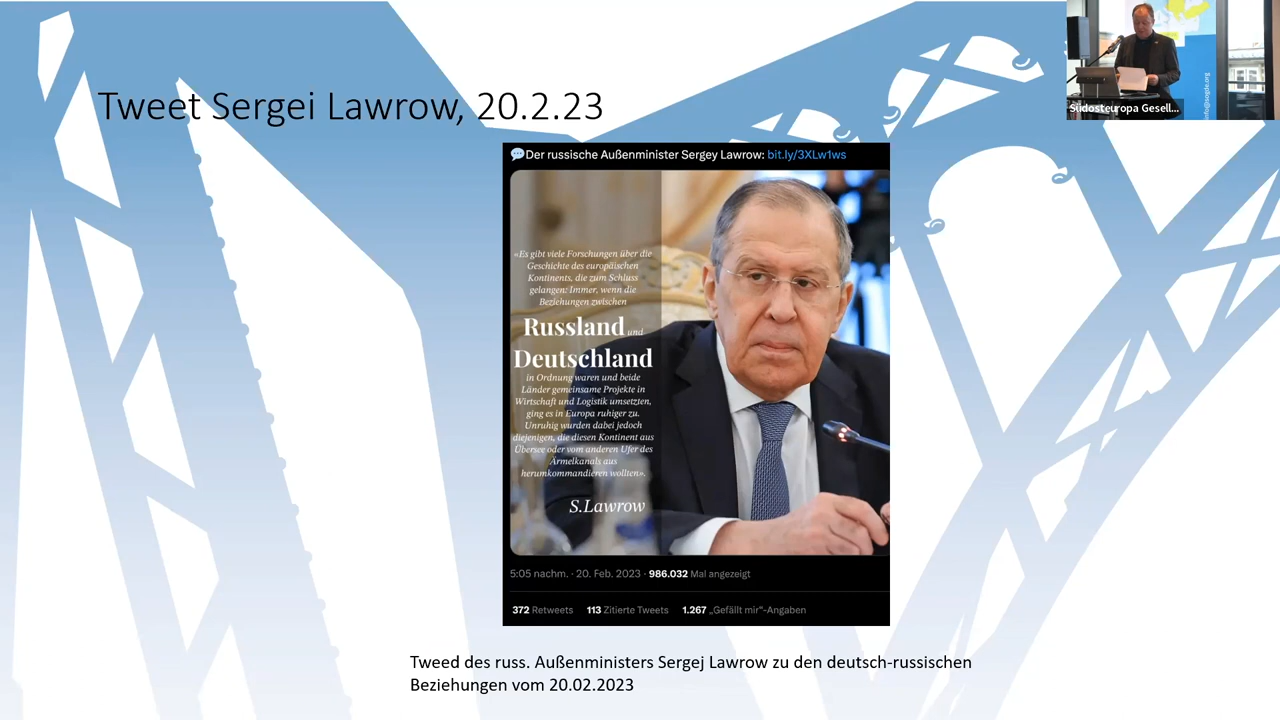 Tweet Sergei Lawrow, 20.2.23
Südosteuropa Gesell...
info@sogde.org
Der russische Außenminister Sergey Lawrow: bit.ly/3XLw1ws
«Es gibt viele Forschungen über die
Geschichte des europäischen
Kontinents, die zum Schluss
gelangen: Immer, wenn die
Beziehungen zwischen
Russland und
Deutschland
in Ordnung waren und beide
Länder gemeinsame Projekte in
Wirtschaft und Logistik umsetzten,
ging es in Europa ruhiger zu.
Unruhig wurden dabei jedoch
diejenigen, die diesen Kontinent aus
Übersee oder vom anderen Ufer des
Ärmelkanals aus
herumkommandieren wollten».
S.Lawrow
5:05 nachm. · 20. Feb. 2023 · 986.032 Mal angezeigt
372 Retweets 113 Zitierte Tweets 1.267 „Gefällt mir“-Angaben
Tweed des russ. Außenministers Sergej Lawrow zu den deutsch-russischen
Beziehungen vom 20.02.2023